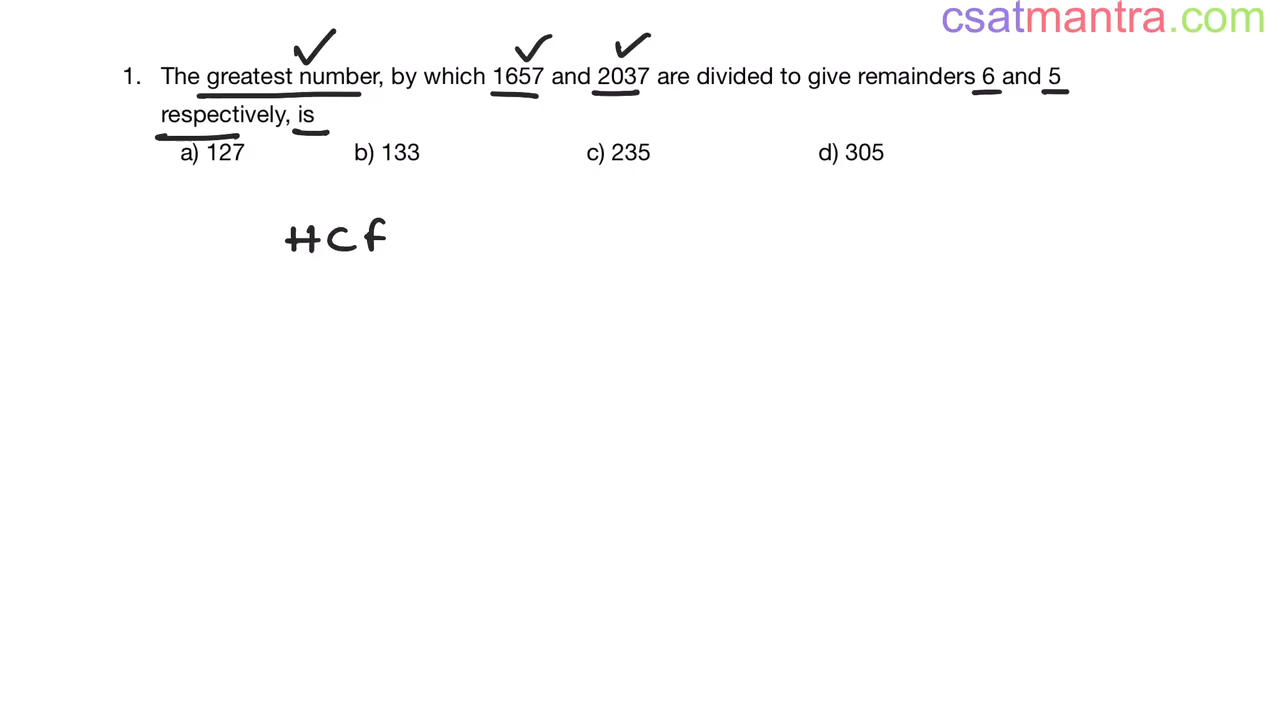 csatmantra.com
1. The greatest number, by which 1657 and 2037 are divided to give remainders 6 and 5
respectively, is
a) 127 b) 133 c) 235 d) 305
HCf